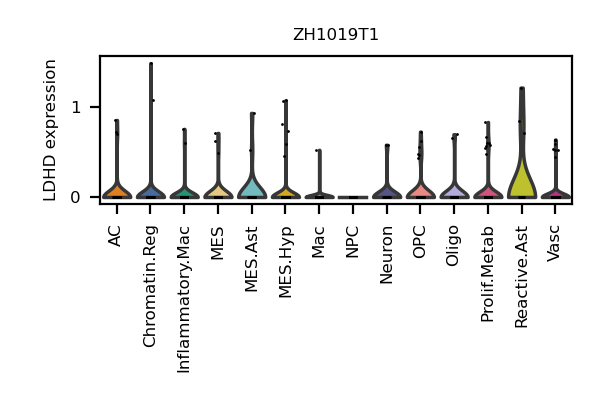 ZH1019T1
LDHD expression
1
0
AC
Chromatin.Reg
Inflammatory.Mac
MES
MES.Ast
MES.Hyp
Mac
NPC
Neuron
OPC
Oligo
Prolif.Metab
Reactive.Ast
Vasc